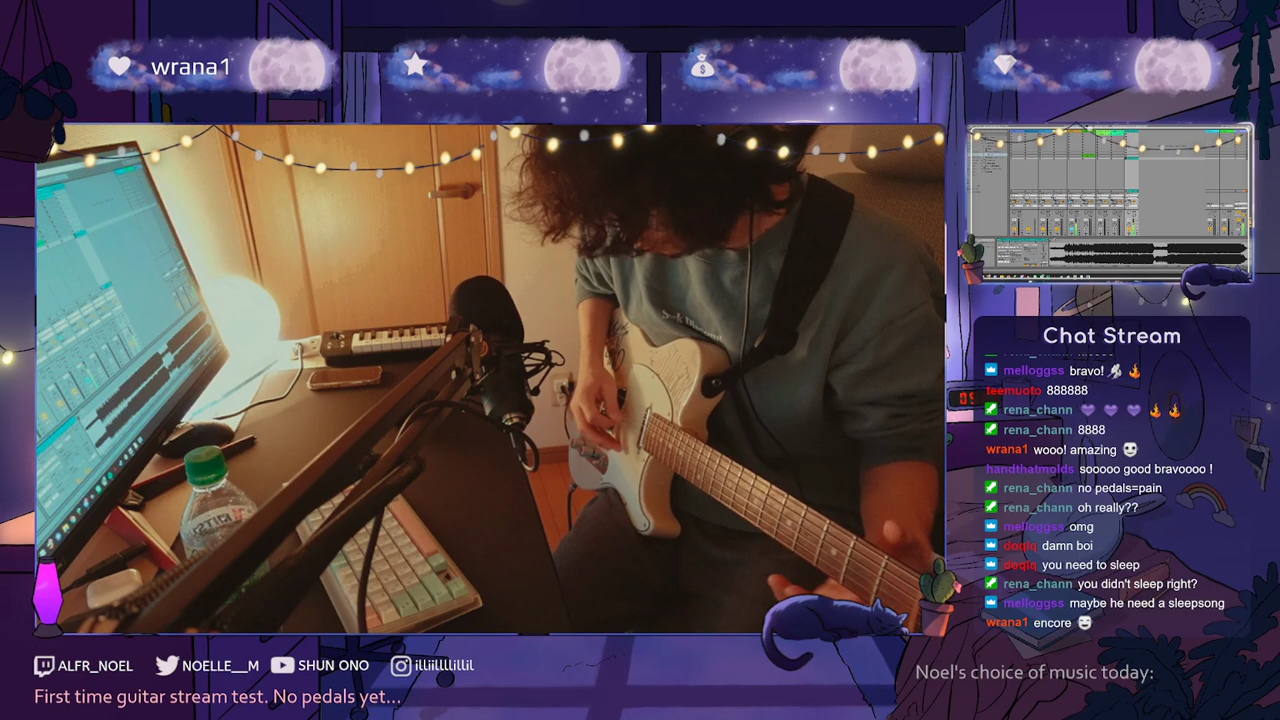 wrana1
Chat Stream
melloggss bravo!
teemuoto 888888
rena_chann
rena_chann 8888
wrana1 wooo! amazing
handthatmolds sooooo good bravoooo !
rena_chann no pedals=pain
rena_chann oh really??
melloggss omg
doqiq damn boi
doqiq you need to sleep
rena_chann you didn't sleep right?
melloggss maybe he need a sleepsong
wrana1 encore
ALFR_NOEL NOELLE__M SHUN ONO illiillllillil
First time guitar stream test. No pedals yet...
Noel's choice of music today: